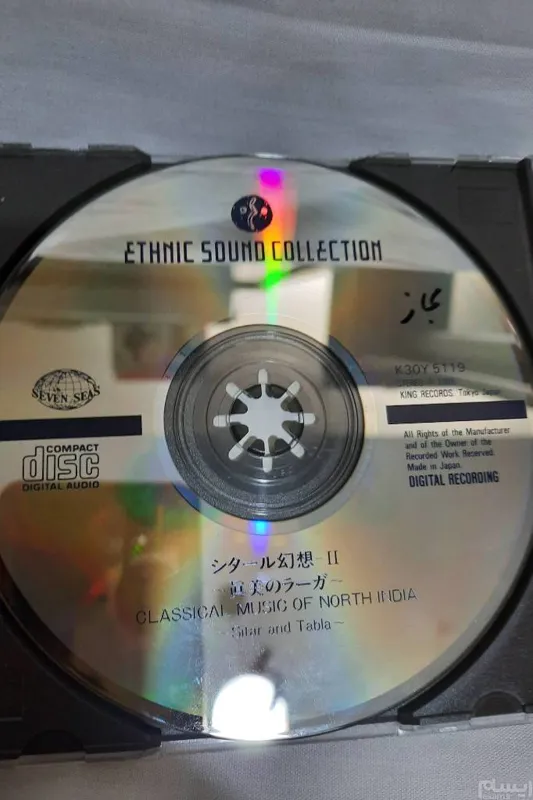 ETHNIC SOUND COLLECTION
K30Y 5119
KING RECORDS. Tokyo Japan
SEVEN SEAS
COMPACT
disc
DIGITAL AUDIO
All Rights of the Manufacturer
and of the Owner of the
Recorded Work Reserved.
Made in Japan.
DIGITAL RECORDING
シタール幻想-II
~ 真美のラーガ ~
CLASSICAL MUSIC OF NORTH INDIA
~ Sitar and Tabla ~
ایسام